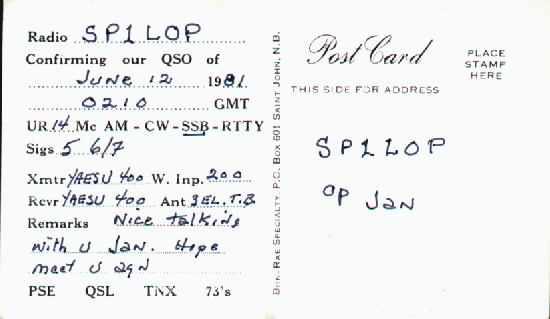 Radio SP1LOP
Confirming our QSO of
JUNE 12 1981
0210 GMT
UR 14 Mc AM - CW - SSB - RTTY
Sigs 5 6/7
Xmtr YAESU 400 W. Inp. 200
Rcvr YAESU 400 Ant 3EL.T.B
Remarks Nice talking
with U Jan. Hope
meet U agn
PSE QSL TNX 73's
Bon-Rae Specialty, P.O. Box 601 Saint John, N.B.
Post Card
PLACE
STAMP
HERE
THIS SIDE FOR ADDRESS
SP1LOP
OP Jan